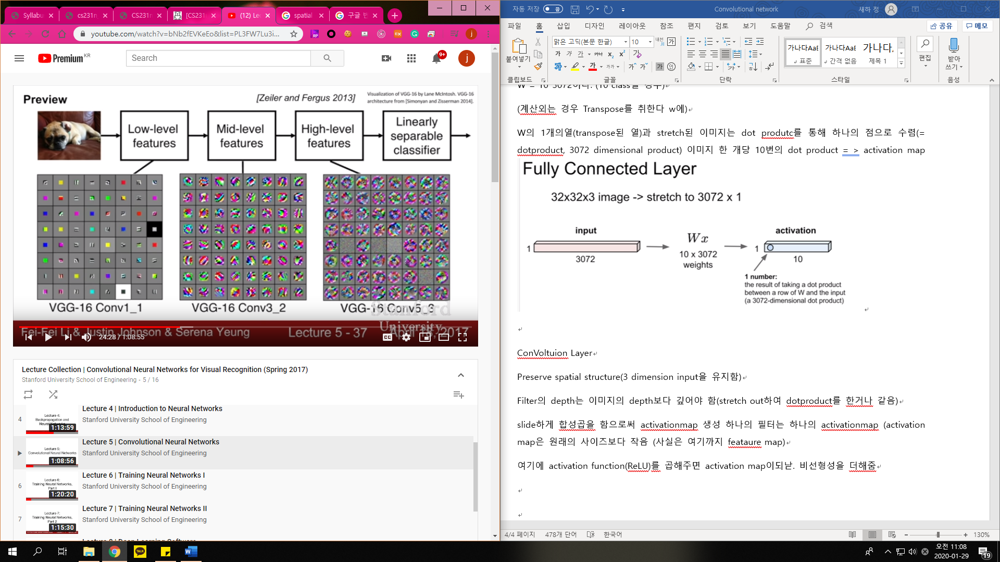 Syllabu
cs231n
CS231n
[CS231
(12) Lec
spatial
구글 번
youtube.com/watch?v=bNb2fEVKeEo&list=PL3FW7Lu3i...
j
Premium KR
Search
9+
j
Preview
[Zeiler and Fergus 2013]
Visualization of VGG-16 by Lane McIntosh. VGG-16
architecture from [Simonyan and Zisserman 2014].
Low-level
features
Mid-level
features
High-level
features
Linearly
separable
classifier
VGG-16 Conv1_1
VGG-16 Conv3_2
VGG-16 Conv5_3
Stanford
University
Fei-Fei Li & Justin Johnson & Serena Yeung
Lecture 5 - 37
April 18, 2017
24:28 / 1:08:55
CC
Lecture Collection | Convolutional Neural Networks for Visual Recognition (Spring 2017)
Stanford University School of Engineering - 5 / 16
4
Lecture 4:
Backpropagation and
1:13:59
Lecture 4 | Introduction to Neural Networks
Stanford University School of Engineering
Lecture 5:
Convolutional Neural Networks
1:08:56
Lecture 5 | Convolutional Neural Networks
Stanford University School of Engineering
6
Lecture 6:
Training Neural Networks,
Part I
1:20:20
Lecture 6 | Training Neural Networks I
Stanford University School of Engineering
7
Lecture 7:
Training Neural Networks,
Part 2
1:15:30
Lecture 7 | Training Neural Networks II
Stanford University School of Engineering
자동 저장 끔
Convolutional network
새하 정
파일 홈 삽입 디자인 레이아웃 참조 편지 검토 보기 도움말 검색
공유 메모
붙여넣기
클립보드
맑은 고딕(본문 한글) 10
글꼴
단락
가나다AaE
표준
가나다AaE
간격 없음
가나다
제목 1
스타일
편집
받아
쓰기
음성
W = 10*3072이다. (10 class일 경우)
(계산외는 경우 Transpose를 취한다 w에)
W의 1개의열(transpose된 열)과 stretch된 이미지는 dot produtc를 통해 하나의 점으로 수렴(=
dotproduct, 3072 dimensional product) 이미지 한 개당 10번의 dot product = > activation map
Fully Connected Layer
32x32x3 image -> stretch to 3072 x 1
input
1
3072
Wx
10 x 3072
weights
activation
1
10
1 number:
the result of taking a dot product
between a row of W and the input
(a 3072-dimensional dot product)
ConVoltuion Layer
Preserve spatial structure(3 dimension input을 유지함)
Filter의 depth는 이미지의 depth보다 깊어야 함(stretch out하여 dotproduct를 한거나 같음)
slide하게 합성곱을 함으로써 activationmap 생성 하나의 필터는 하나의 activationmap (activation
map은 원래의 사이즈보다 작음 (사실은 여기까지 feataure map)
여기에 activation function(ReLU)를 곱해주면 activation map이되낟. 비선형성을 더해줌
4/4 페이지 478개 단어 한국어
130%
TALK
오전 11:08
2020-01-29
19